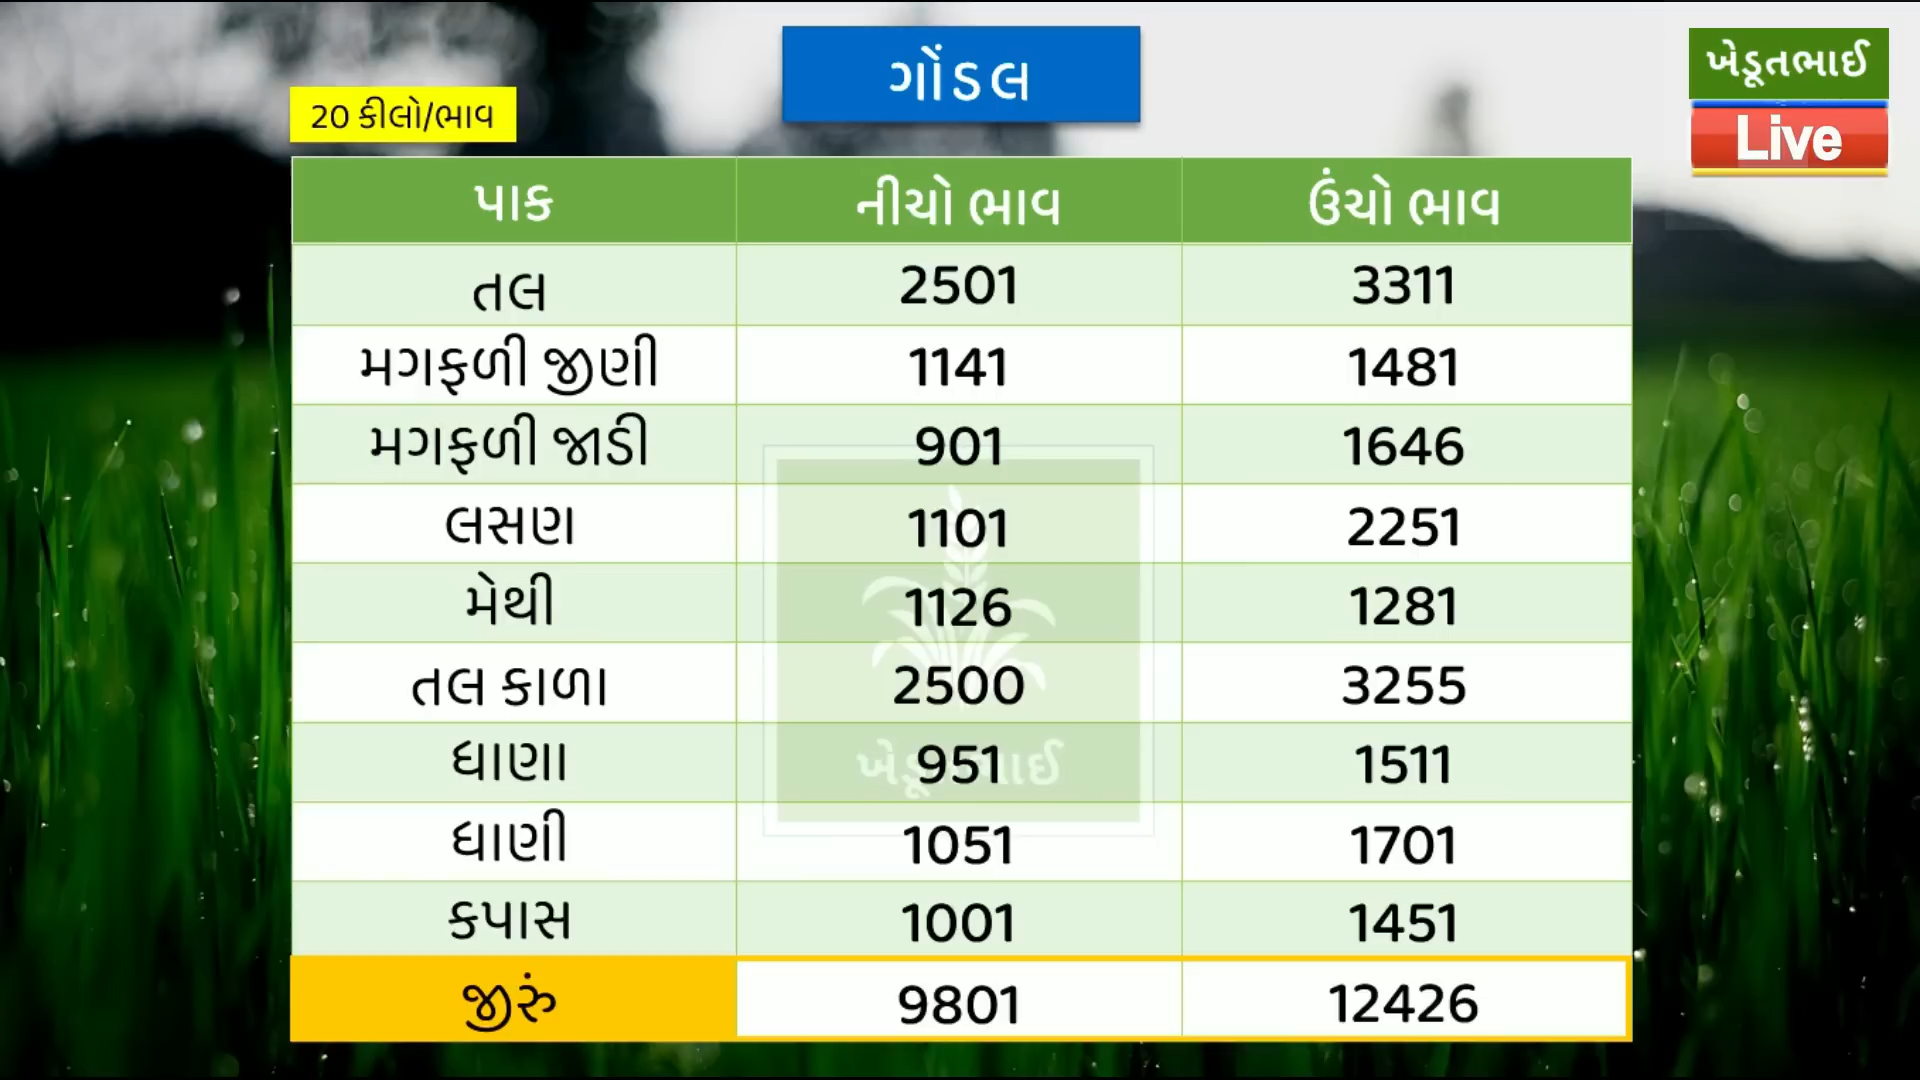 ગોંડલ
ખેડૂતભાઈ
Live
20 કીલો/ભાવ
પાક નીચો ભાવ ઉંચો ભાવ
તલ 2501 3311
મગફળી જીણી 1141 1481
મગફળી જાડી 901 1646
લસણ 1101 2251
મેથી 1126 1281
તલ કાળા 2500 3255
ધાણા 951 1511
ધાણી 1051 1701
કપાસ 1001 1451
જીરું 9801 12426
ખેડૂતભાઈ